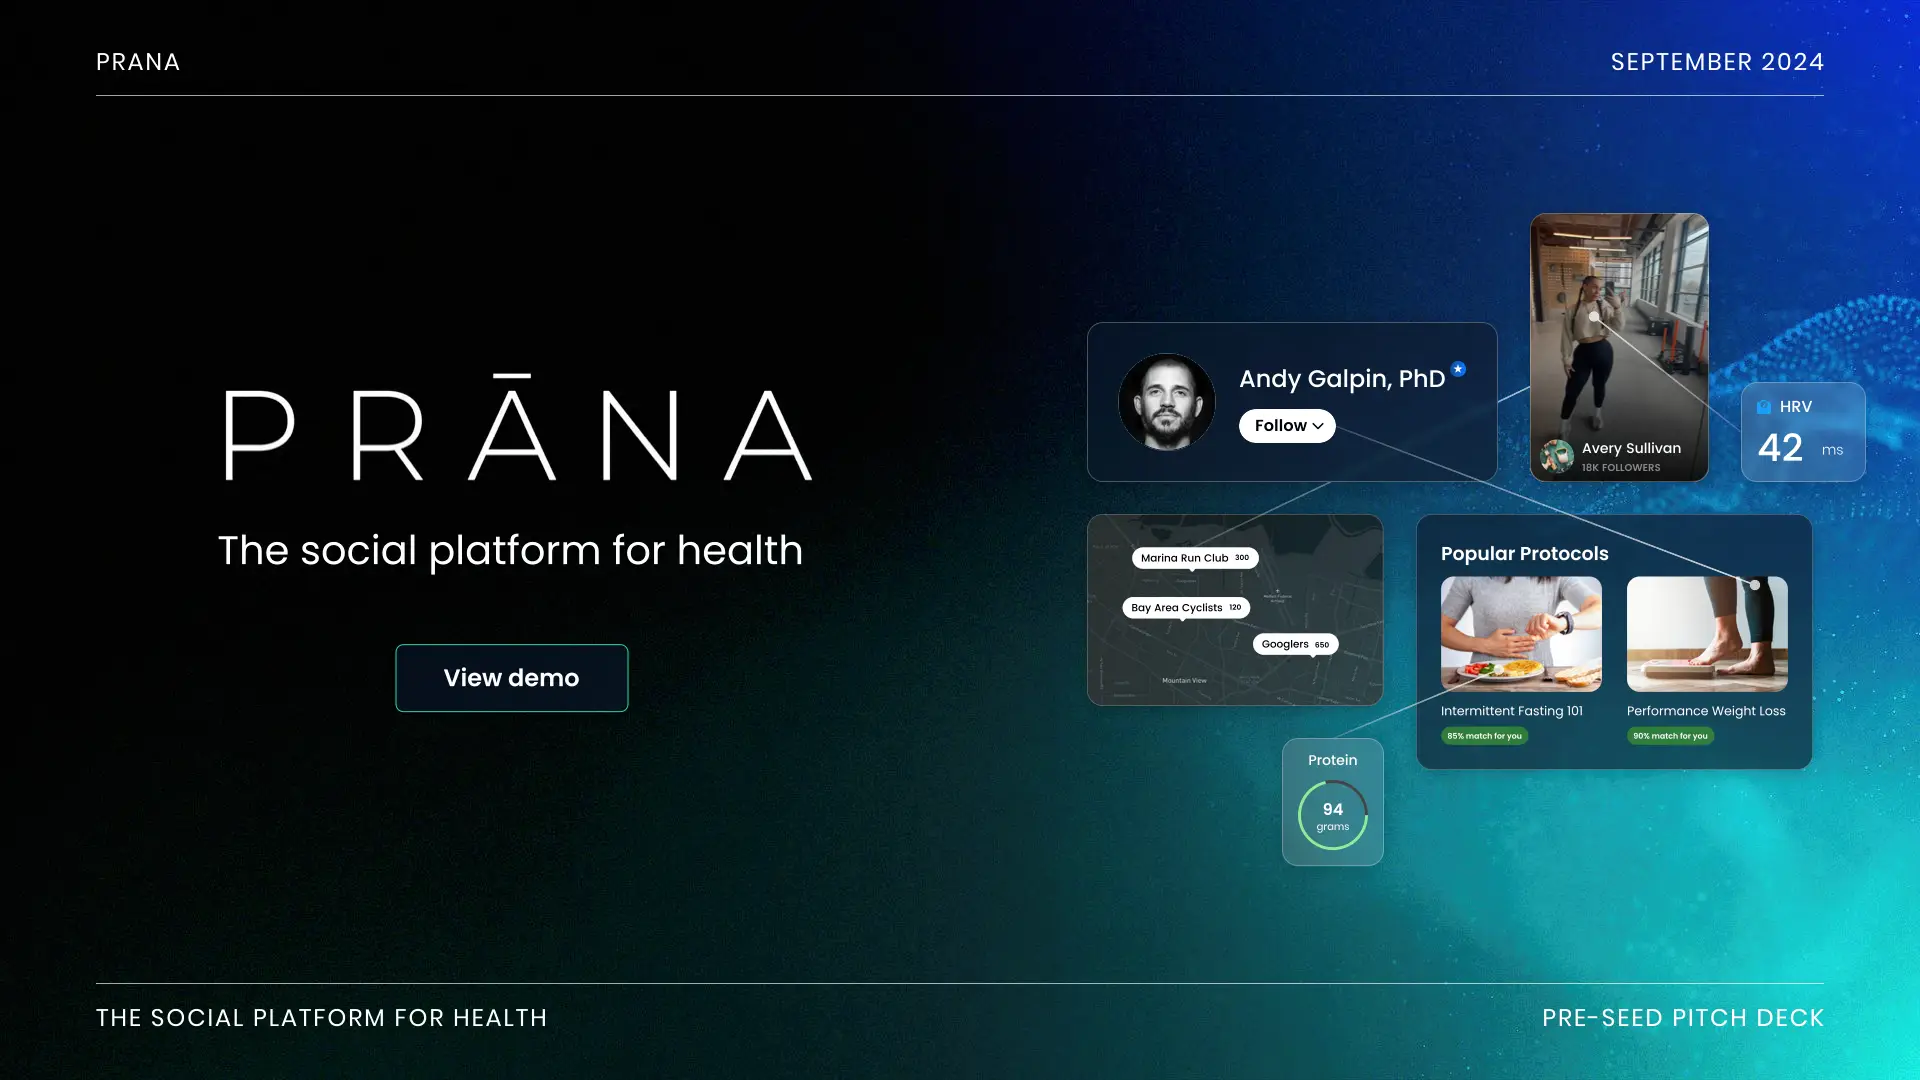 PRANA
SEPTEMBER 2024
PRĀNA
The social platform for health
View demo
Andy Galpin, PhD
Follow
Avery Sullivan
18K FOLLOWERS
HRV
42 ms
Marina Run Club 300
Bay Area Cyclists 120
Googlers 650
Mountain View
Popular Protocols
Intermittent Fasting 101
85% match for you
Performance Weight Loss
90% match for you
Protein
94
grams
THE SOCIAL PLATFORM FOR HEALTH
PRE-SEED PITCH DECK